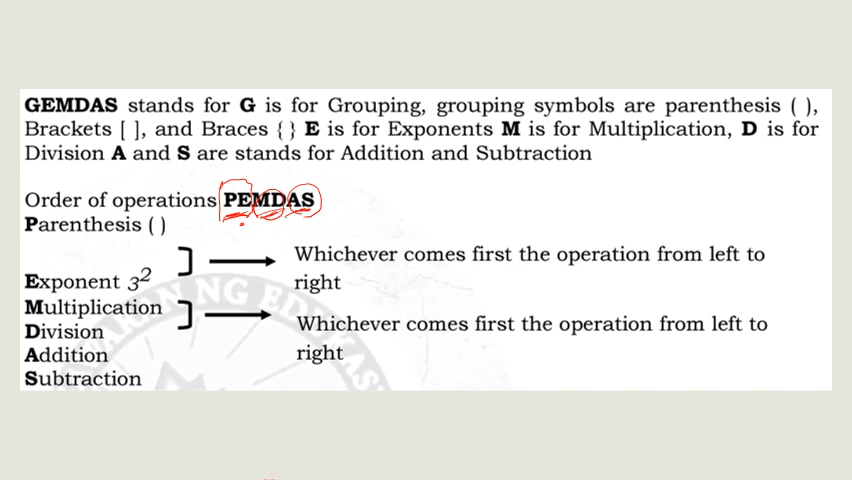 GEMDAS stands for G is for Grouping, grouping symbols are parenthesis ( ),
Brackets [ ], and Braces { } E is for Exponents M is for Multiplication, D is for
Division A and S are stands for Addition and Subtraction
Order of operations PEMDAS
Parenthesis ( )
Whichever comes first the operation from left to
right
Exponent 3²
Multiplication
Division
Whichever comes first the operation from left to
right
Addition
Subtraction